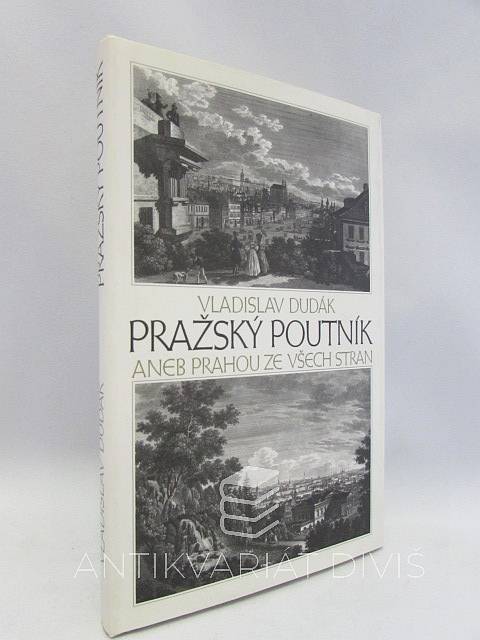 PRAŽSKÝ POUTNÍK
VLADISLAV DUDÁK
VLADISLAV DUDÁK
PRAŽSKÝ POUTNÍK
ANEB PRAHOU ZE VŠECH STRAN
ANTIKVARIÁT DIVIŠ